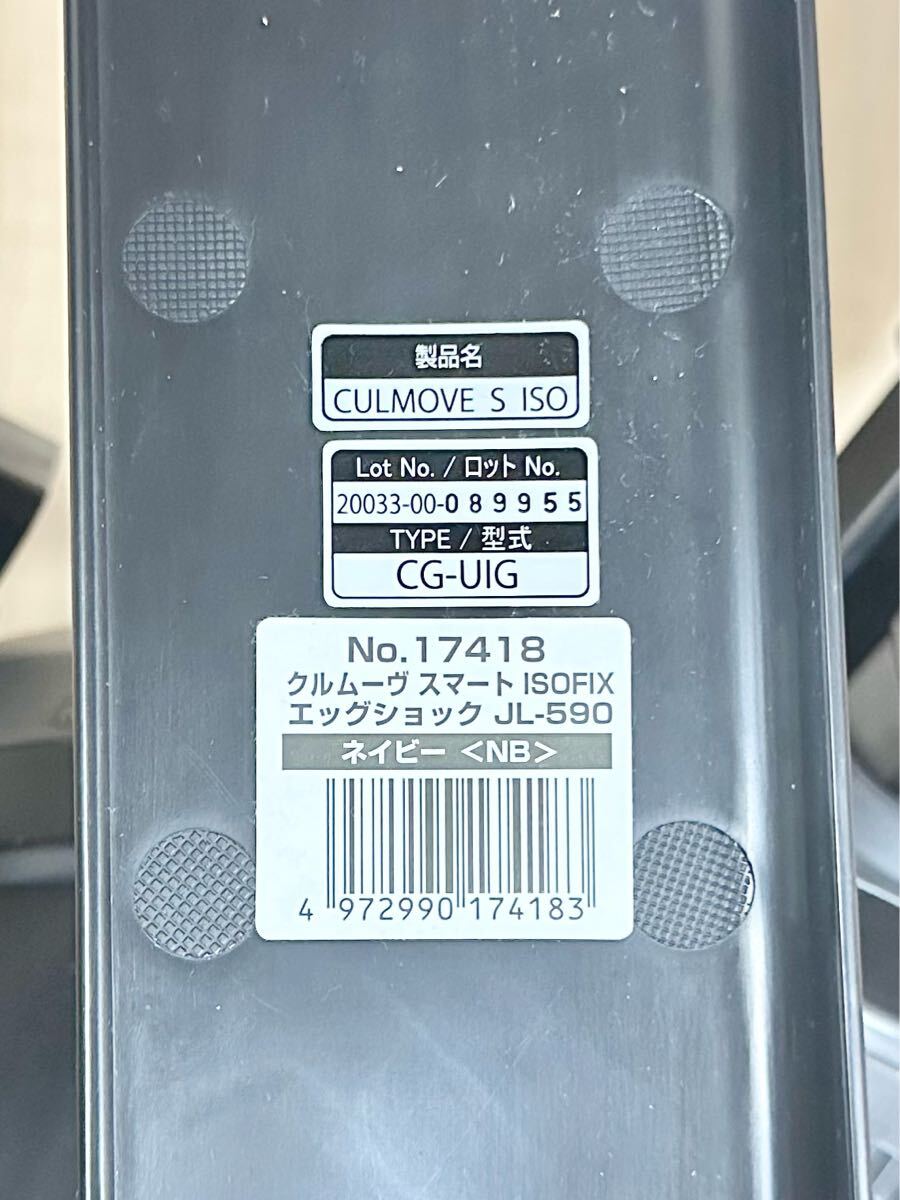 製品名
CULMOVE S ISO
Lot No. / ロット No.
20033-00-089955
TYPE / 型式
CG-UIG
No.17418
クルムーヴ スマート ISOFIX
エッグショック JL-590
ネイビー <NB>
4 972990 174183